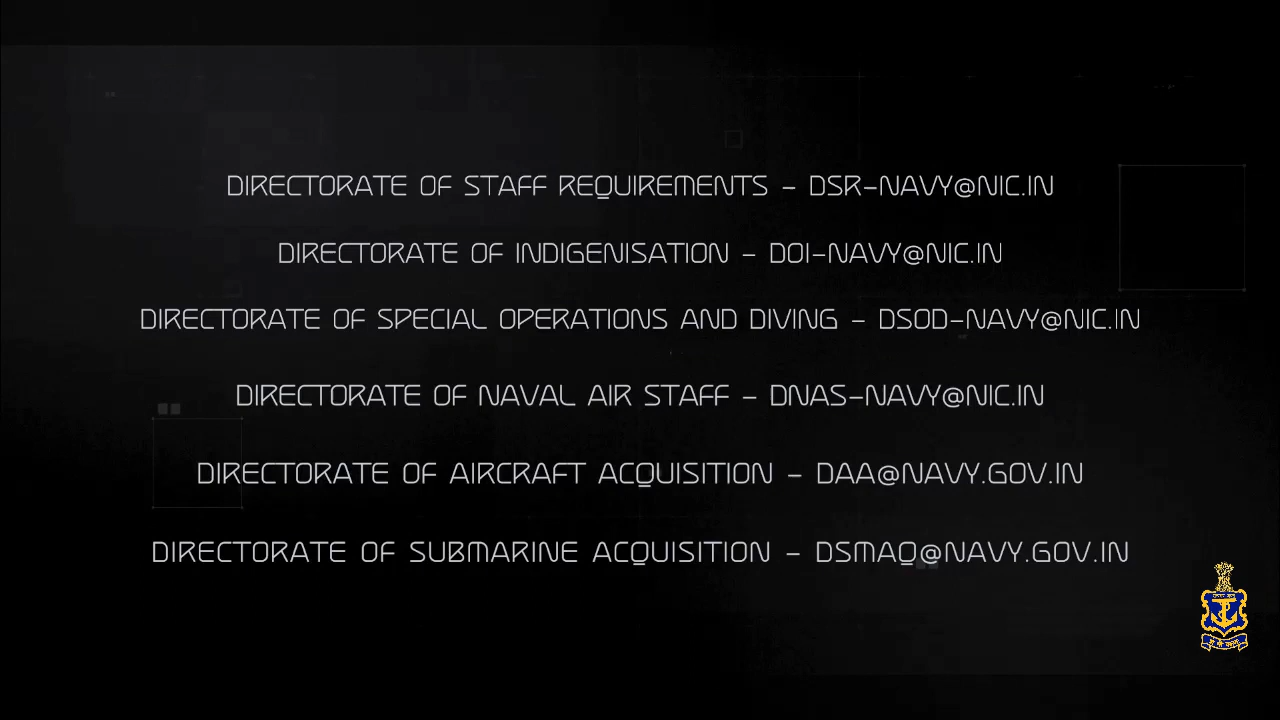 DIRECTORATE OF STAFF REQUIREMENTS - DSR-NAVY@NIC.IN
DIRECTORATE OF INDIGENISATION - DOI-NAVY@NIC.IN
DIRECTORATE OF SPECIAL OPERATIONS AND DIVING - DSOD-NAVY@NIC.IN
DIRECTORATE OF NAVAL AIR STAFF - DNAS-NAVY@NIC.IN
DIRECTORATE OF AIRCRAFT ACQUISITION - DAA@NAVY.GOV.IN
DIRECTORATE OF SUBMARINE ACQUISITION - DSMAQ@NAVY.GOV.IN